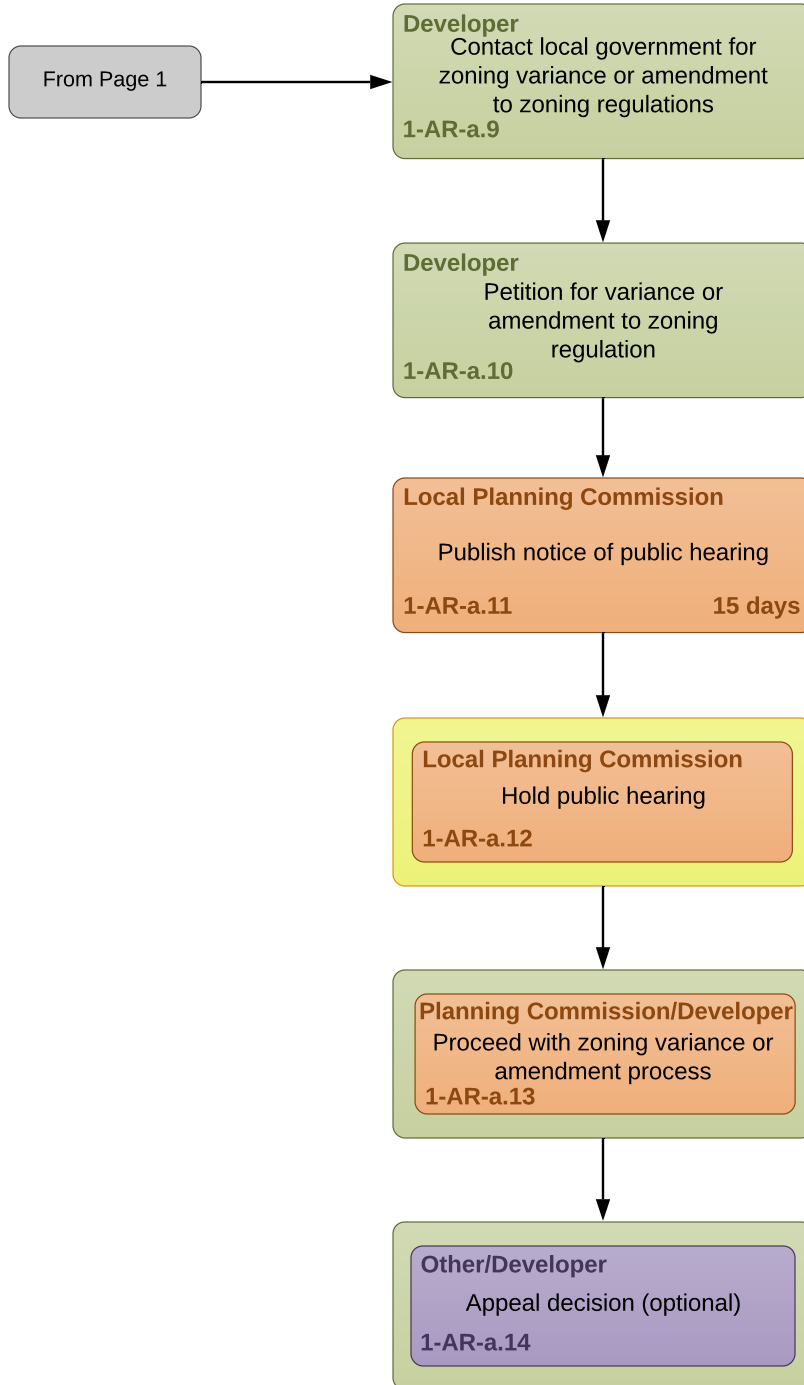 From Page 1
Developer
Contact local government for
zoning variance or amendment
to zoning regulations
1-AR-a.9
Developer
Petition for variance or
amendment to zoning
regulation
1-AR-a.10
Local Planning Commission
Publish notice of public hearing
1-AR-a.11 15 days
Local Planning Commission
Hold public hearing
1-AR-a.12
Planning Commission/Developer
Proceed with zoning variance or
amendment process
1-AR-a.13
Other/Developer
Appeal decision (optional)
1-AR-a.14